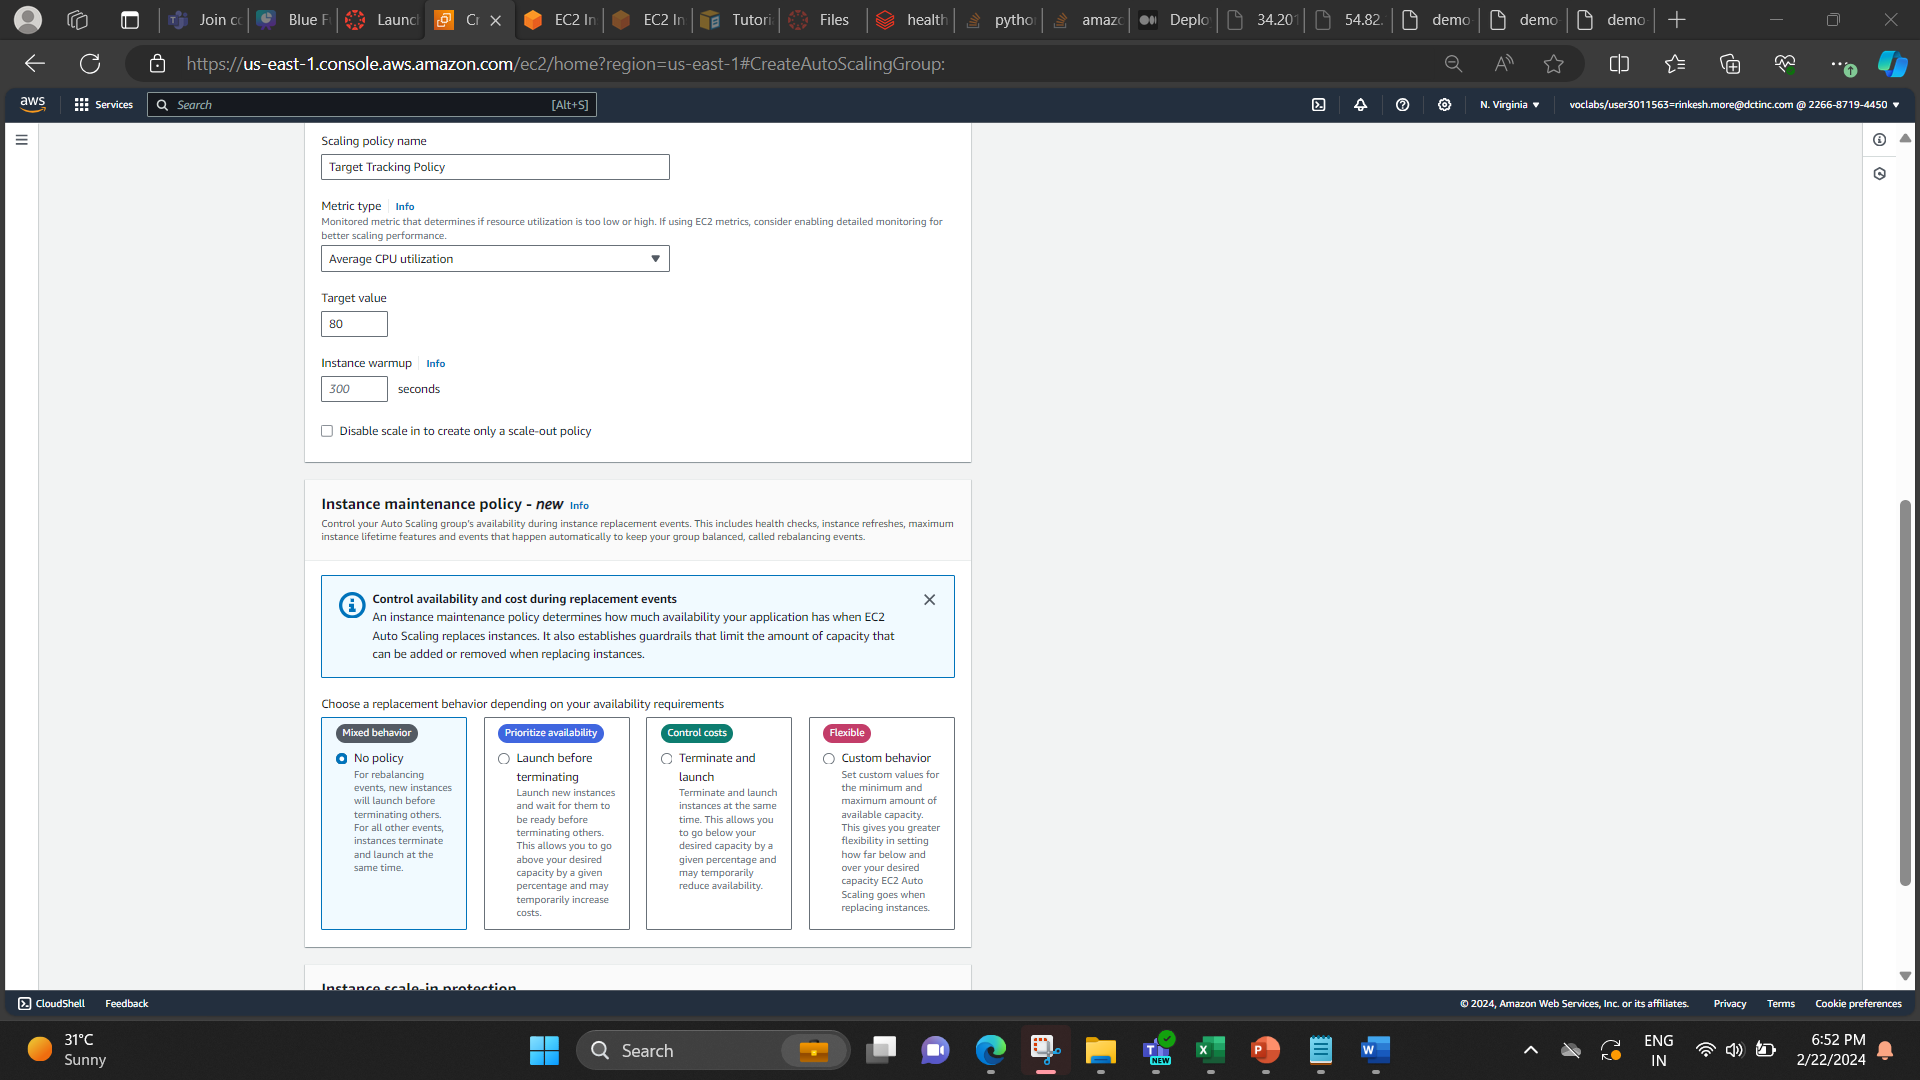 Join co
Blue F
Launc
Cr
EC2 In
EC2 In
Tutori
Files
health
pytho
amazo
Deplo
34.201
54.82.
demo
demo
demo
https://us-east-1.console.aws.amazon.com/ec2/home?region=us-east-1#CreateAutoScalingGroup:
aws
Services
Search
[Alt+S]
N. Virginia
voclabs/user3011563=rinkesh.more@dctinc.com @ 2266-8719-4450
Scaling policy name
Target Tracking Policy
Metric type
Info
Monitored metric that determines if resource utilization is too low or high. If using EC2 metrics, consider enabling detailed monitoring for
better scaling performance.
Average CPU utilization
Target value
80
Instance warmup
Info
300
seconds
Disable scale in to create only a scale-out policy
Instance maintenance policy - new Info
Control your Auto Scaling group's availability during instance replacement events. This includes health checks, instance refreshes, maximum
instance lifetime features and events that happen automatically to keep your group balanced, called rebalancing events.
Control availability and cost during replacement events
An instance maintenance policy determines how much availability your application has when EC2
Auto Scaling replaces instances. It also establishes guardrails that limit the amount of capacity that
can be added or removed when replacing instances.
Choose a replacement behavior depending on your availability requirements
Mixed behavior
No policy
For rebalancing
events, new instances
will launch before
terminating others.
For all other events,
instances terminate
and launch at the
same time.
Prioritize availability
Launch before
terminating
Launch new instances
and wait for them to
be ready before
terminating others.
This allows you to go
above your desired
capacity by a given
percentage and may
temporarily increase
costs.
Control costs
Terminate and
launch
Terminate and launch
instances at the same
time. This allows you
to go below your
desired capacity by a
given percentage and
may temporarily
reduce availability.
Flexible
Custom behavior
Set custom values for
the minimum and
maximum amount of
available capacity.
This gives you greater
flexibility in setting
how far below and
over your desired
capacity EC2 Auto
Scaling goes when
replacing instances.
Instance scale-in protection
CloudShell
Feedback
© 2024, Amazon Web Services, Inc. or its affiliates.
Privacy
Terms
Cookie preferences
31°C
Sunny
Search
NEW
ENG
IN
6:52 PM
2/22/2024